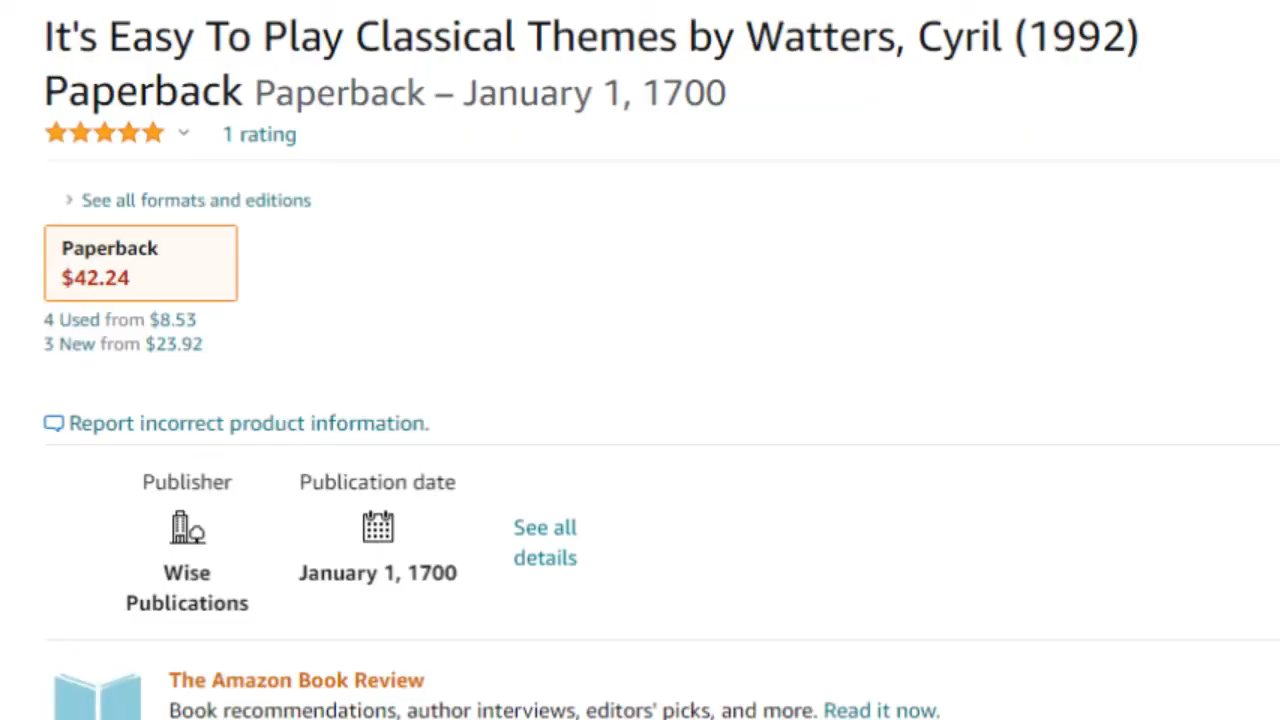 It's Easy To Play Classical Themes by Watters, Cyril (1992)
Paperback Paperback – January 1, 1700
1 rating
See all formats and editions
Paperback
$42.24
4 Used from $8.53
3 New from $23.92
Report incorrect product information.
Publisher
Publication date
See all
details
Wise
Publications
January 1, 1700
The Amazon Book Review
Book recommendations, author interviews, editors' picks, and more. Read it now.